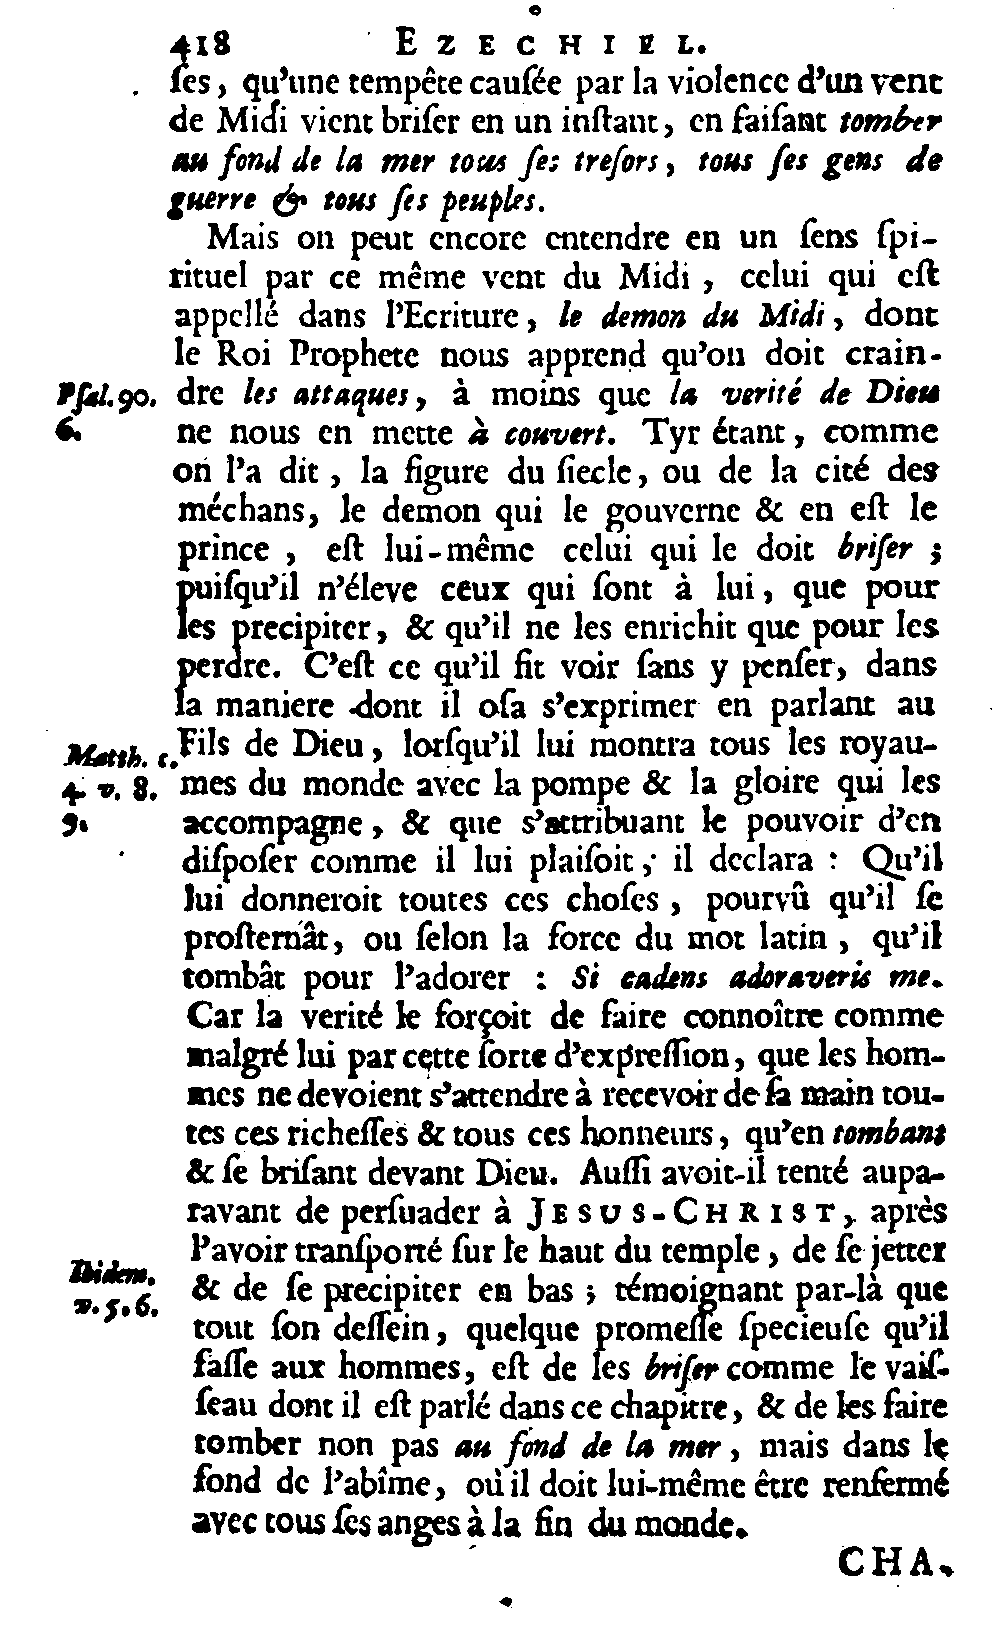 418 EZECHIEL.
ſes, qu'une tempête cauſée par la violence d'un vent
de Midi vient briſer en un inſtant, en faiſant tomber
au fond de la mer tous ſes treſors, tous ſes gens de
guerre & tous ſes peuples.
Mais on peut encore entendre en un ſens ſpi-
rituel par ce même vent du Midi, celui qui eſt
appellé dans l'Ecriture, le demon du Midi, dont
le Roi Prophete nous apprend qu'on doit crain-
Pſal. 90. dre les attaques, à moins que la verité de Dieu
6. ne nous en mette à couvert. Tyr étant, comme
on l'a dit, la figure du ſiecle, ou de la cité des
méchans, le demon qui le gouverne & en eſt le
prince, eſt lui-même celui qui le doit briſer;
puiſqu'il n'éleve ceux qui ſont à lui, que pour
les precipiter, & qu'il ne les enrichit que pour les
perdre. C'eſt ce qu'il fit voir ſans y penſer, dans
la maniere dont il oſa s'exprimer en parlant au
Matth. c. Fils de Dieu, lorſqu'il lui montra tous les royau-
4. v. 8. mes du monde avec la pompe & la gloire qui les
9. accompagne, & que s'attribuant le pouvoir d'en
diſpoſer comme il lui plaiſoit, il declara : Qu'il
lui donneroit toutes ces choſes, pourvû qu'il ſe
proſternât, ou ſelon la force du mot latin, qu'il
tombât pour l'adorer : Si cadens adoraveris me.
Car la verité le forçoit de faire connoître comme
malgré lui par cette ſorte d'expreſſion, que les hom-
mes ne devoient s'attendre à recevoir de ſa main tou-
tes ces richeſſes & tous ces honneurs, qu'en tombant
& ſe briſant devant Dieu. Auſſi avoit-il tenté aupa-
ravant de perſuader à JESUS-CHRIST, après
l'avoir tranſporté ſur le haut du temple, de ſe jetter
Ibidem. & de ſe precipiter en bas; témoignant par-là que
v. 5. 6. tout ſon deſſein, quelque promeſſe ſpecieuſe qu'il
faſſe aux hommes, eſt de les briſer comme le vaiſ-
ſeau dont il eſt parlé dans ce chapitre, & de les faire
tomber non pas au fond de la mer, mais dans le
fond de l'abîme, où il doit lui-même être renfermé
avec tous ſes anges à la fin du monde.
CHA-